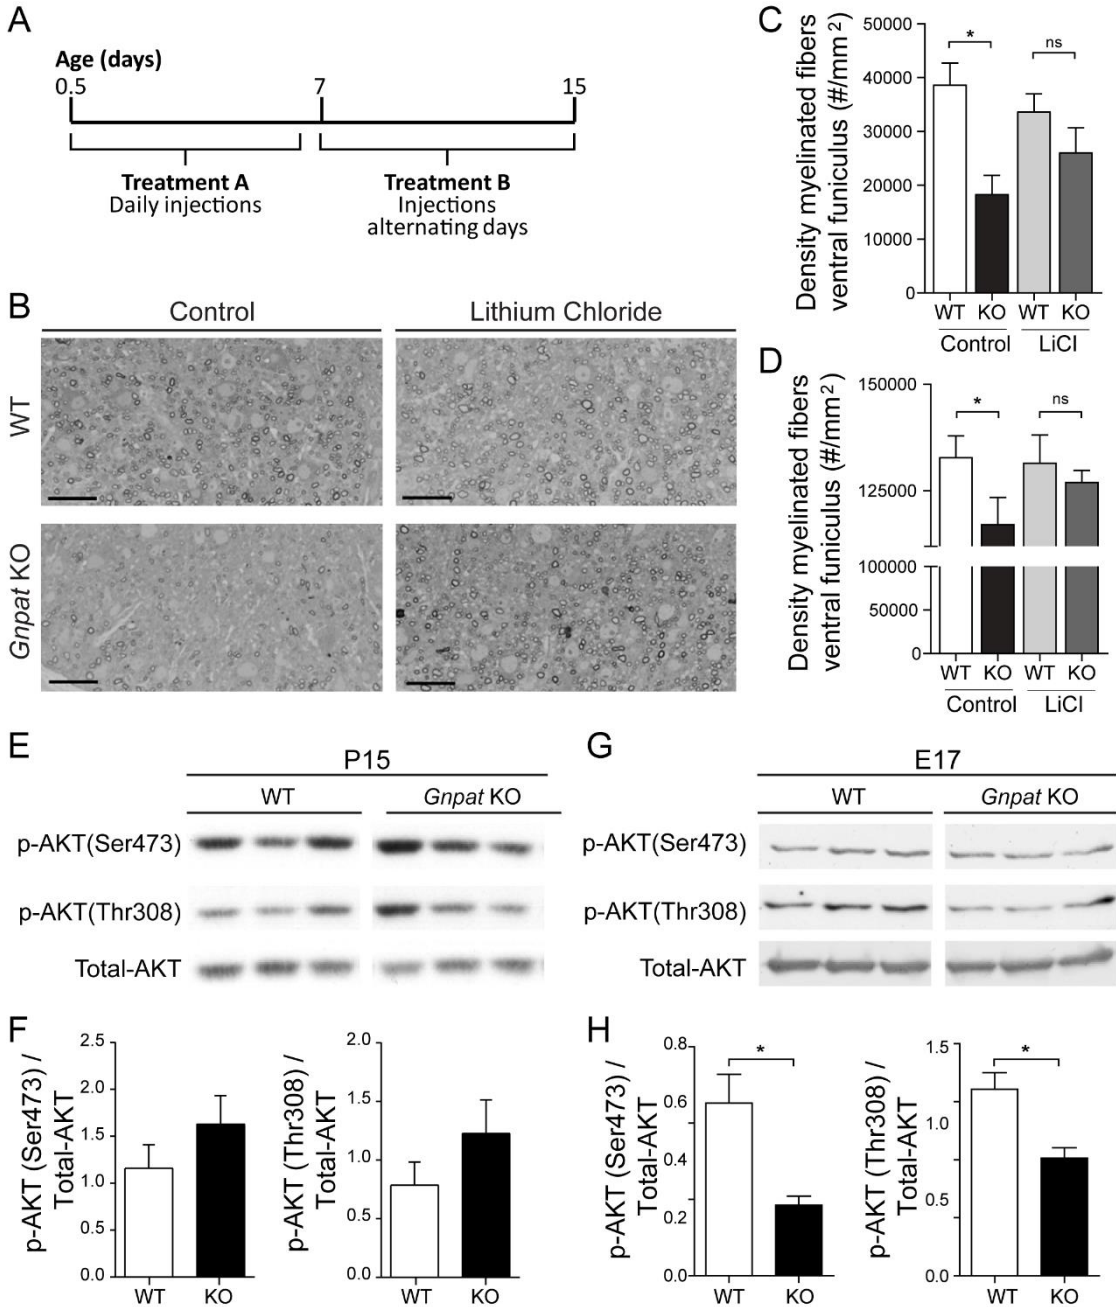 A
Age (days)
0.5 7 15
Treatment A
Daily injections
Treatment B
Injections
alternating days
B
Control Lithium Chloride
WT
Gnpat KO
C
Density myelinated fibers
ventral funiculus (#/mm²)
50000
40000
30000
20000
10000
0
* ns
WT KO WT KO
Control LiCl
D
Density myelinated fibers
ventral funiculus (#/mm²)
150000
125000
100000
50000
0
* ns
WT KO WT KO
Control LiCl
E
P15
WT Gnpat KO
p-AKT(Ser473)
p-AKT(Thr308)
Total-AKT
F
p-AKT (Ser473) /
Total-AKT
2.5
2.0
1.5
1.0
0.5
0.0
WT KO
p-AKT (Thr308) /
Total-AKT
2.0
1.5
1.0
0.5
0.0
WT KO
G
E17
WT Gnpat KO
p-AKT(Ser473)
p-AKT(Thr308)
Total-AKT
H
p-AKT (Ser473) /
Total-AKT
0.8
0.6
0.4
0.2
0.0
*
WT KO
p-AKT (Thr308) /
Total-AKT
1.5
1.0
0.5
0.0
*
WT KO